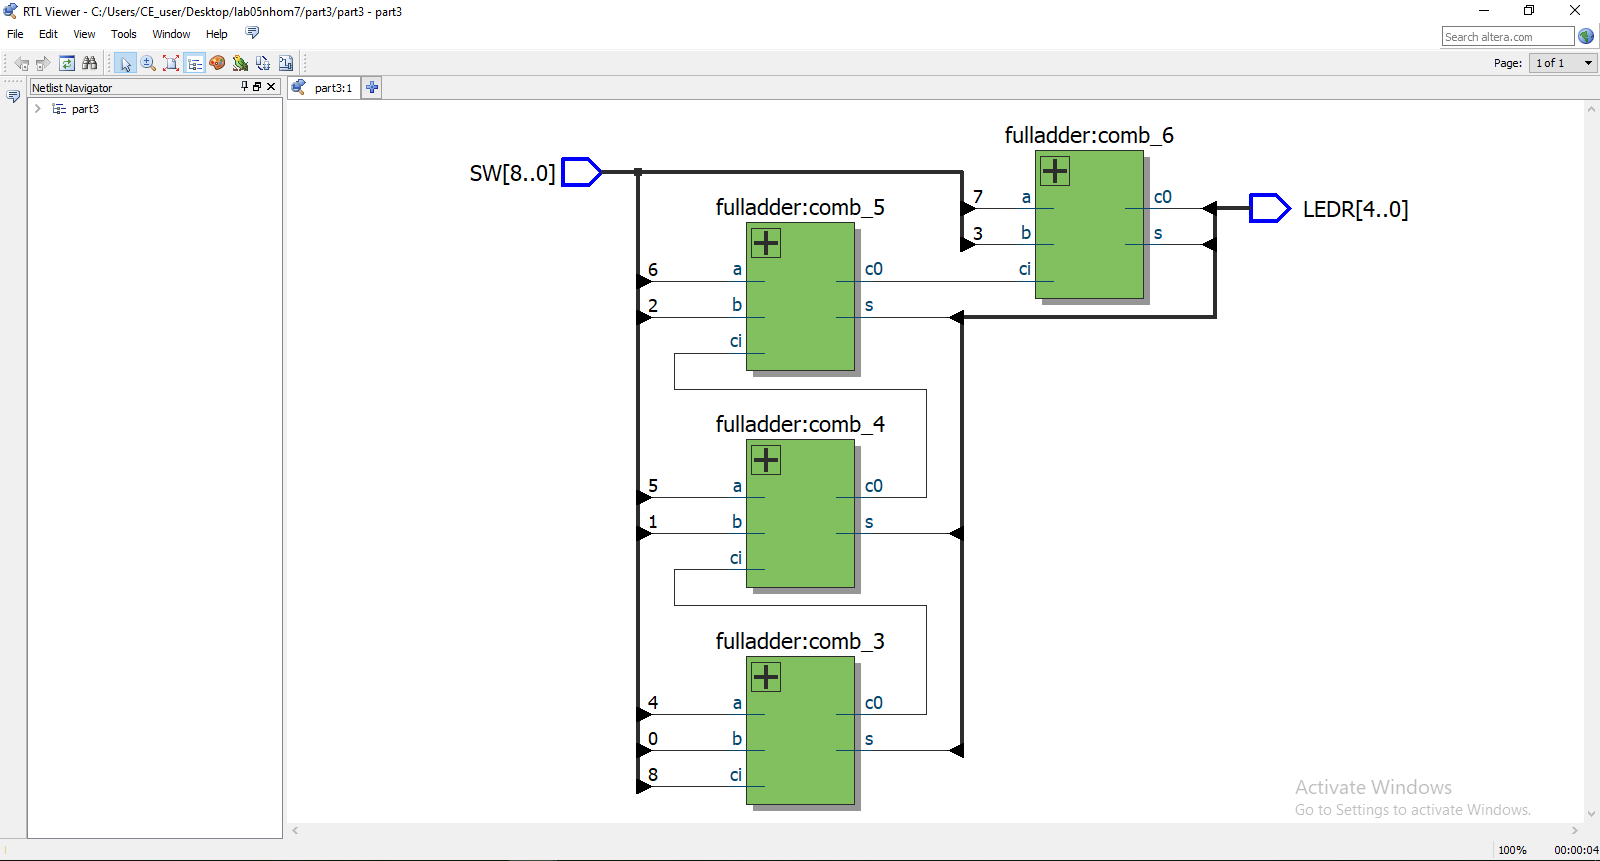 RTL Viewer - C:/Users/CE_user/Desktop/lab05nhom7/part3/part3 - part3
File Edit View Tools Window Help
Search altera.com
Page: 1 of 1
Netlist Navigator
part3
part3:1
fulladder:comb_6
SW[8..0]
7 a c0
LEDR[4..0]
3 b s
ci
fulladder:comb_5
6 a c0
2 b s
ci
fulladder:comb_4
5 a c0
1 b s
ci
fulladder:comb_3
4 a c0
0 b s
8 ci
Activate Windows
Go to Settings to activate Windows.
100% 00:00:04